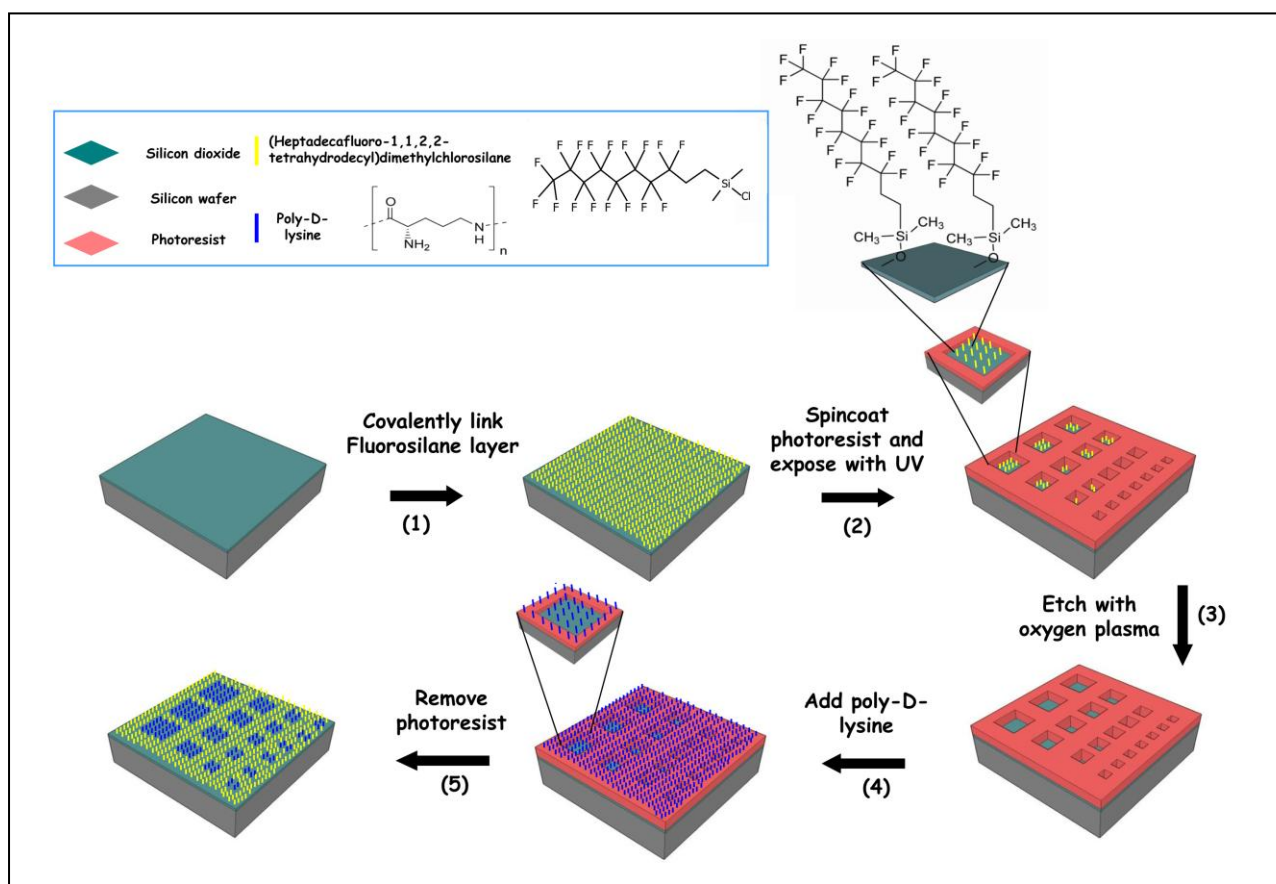 Silicon dioxide
Silicon wafer
Photoresist
(Heptadecafluoro-1,1,2,2-
tetrahydrodecyl)dimethylchlorosilane
Poly-D-
lysine
O
NH2
N
H
n
F F F F F F F F
F
F
F F F F F F F F
Si
Cl
F F
F F F
F F
F F
F F
F F
F F
F F
F F F
F F
F F
F F
F F
F F
F F
CH3 Si CH3
O
CH3 Si CH3
O
Covalently link
Fluorosilane layer
(1)
Spincoat
photoresist and
expose with UV
(2)
Etch with
oxygen plasma
(3)
Add poly-D-
lysine
(4)
Remove
photoresist
(5)